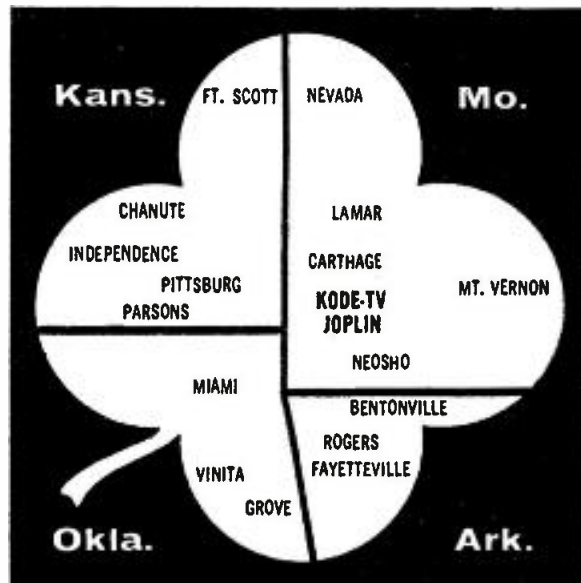 Kans.
FT. SCOTT
NEVADA
Mo.
CHANUTE
LAMAR
INDEPENDENCE
CARTHAGE
PITTSBURG
MT. VERNON
PARSONS
KODE-TV
JOPLIN
NEOSHO
MIAMI
BENTONVILLE
ROGERS
VINITA
FAYETTEVILLE
GROVE
Okla.
Ark.